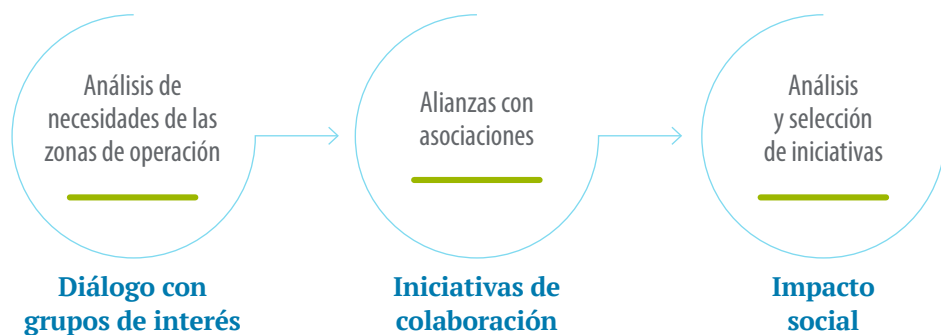 Análisis de
necesidades de las
zonas de operación
Diálogo con
grupos de interés
Alianzas con
asociaciones
Iniciativas de
colaboración
Análisis
y selección
de iniciativas
Impacto
social